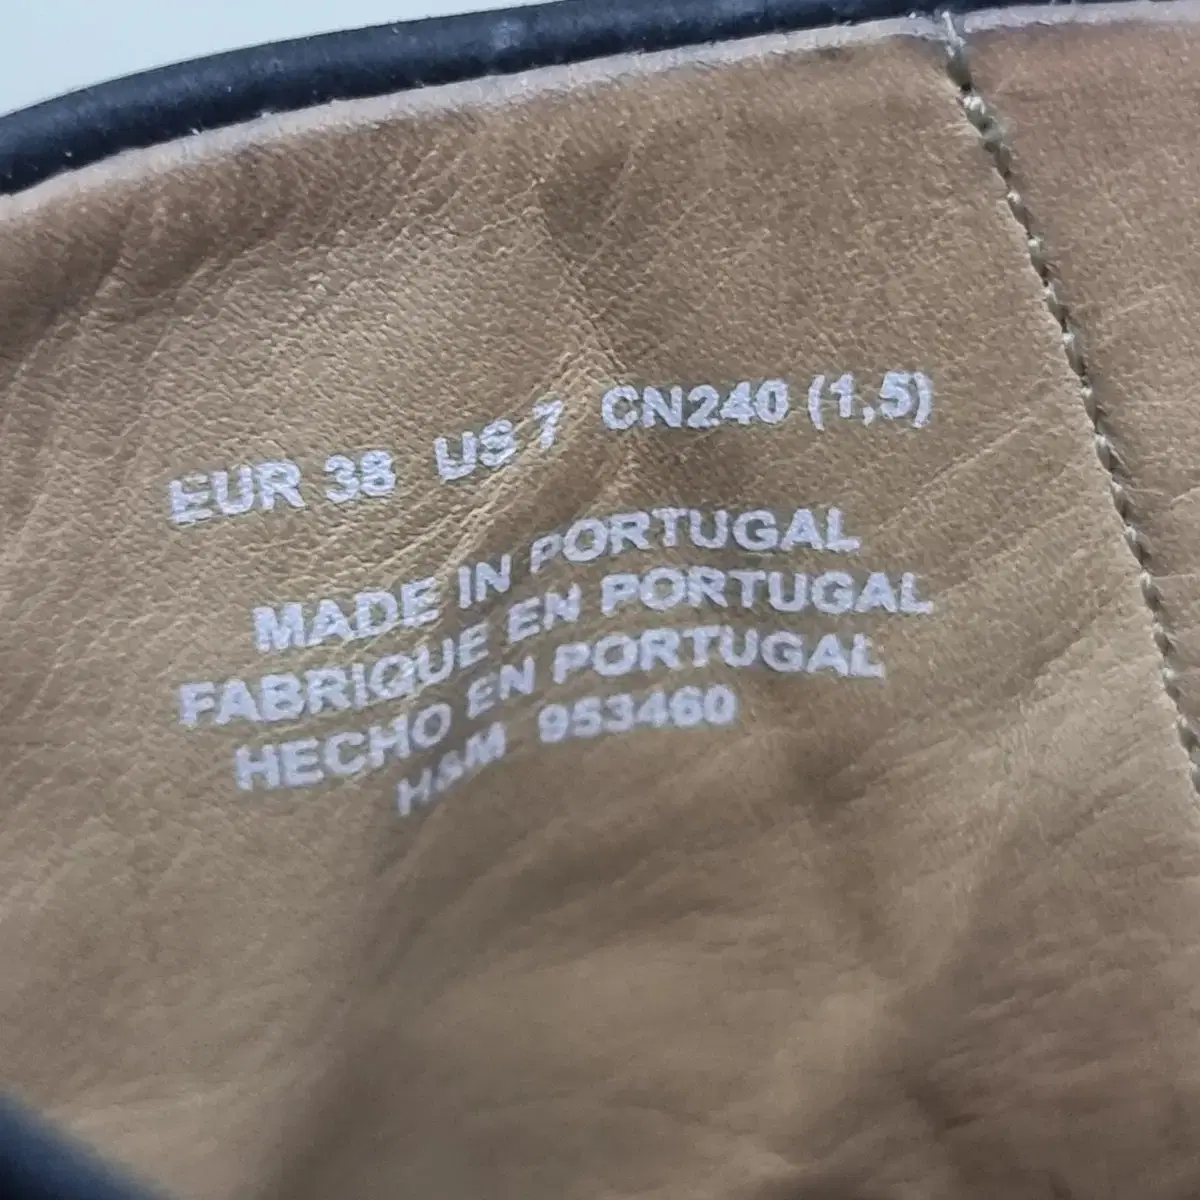 EUR 38 US 7 CN240 (1,5)
MADE IN PORTUGAL
FABRIQUE EN PORTUGAL
HECHO EN PORTUGAL
H&M 953460